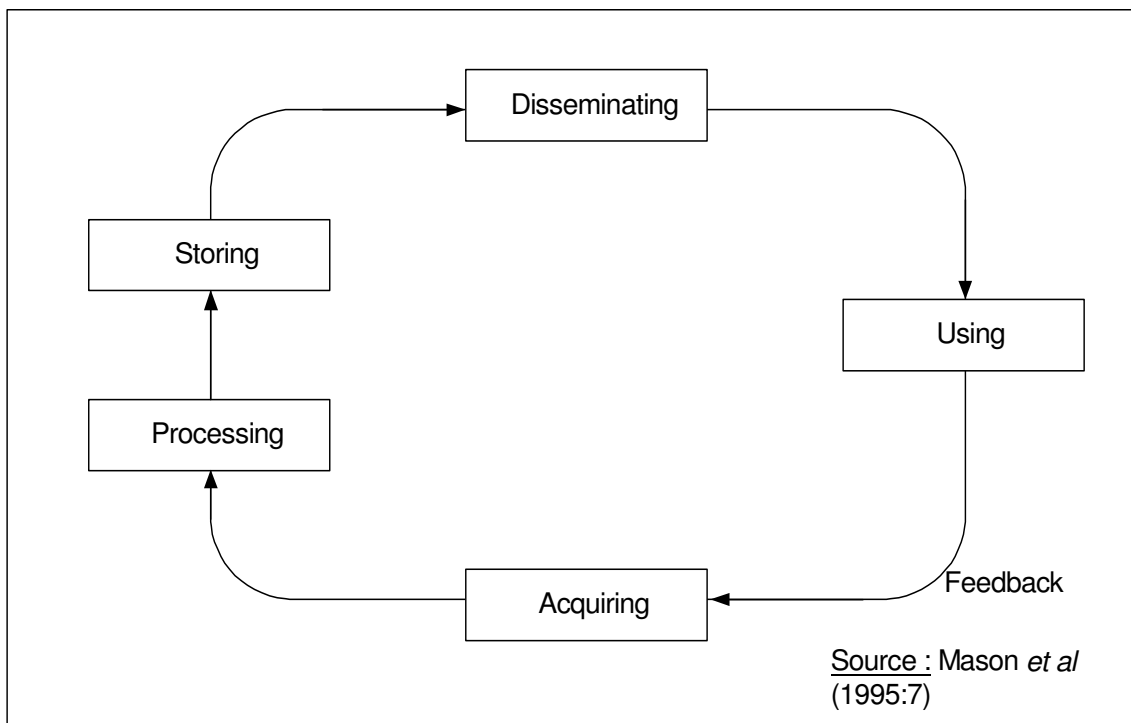 Disseminating
Storing
Using
Processing
Feedback
Acquiring
Source : Mason et al
(1995:7)